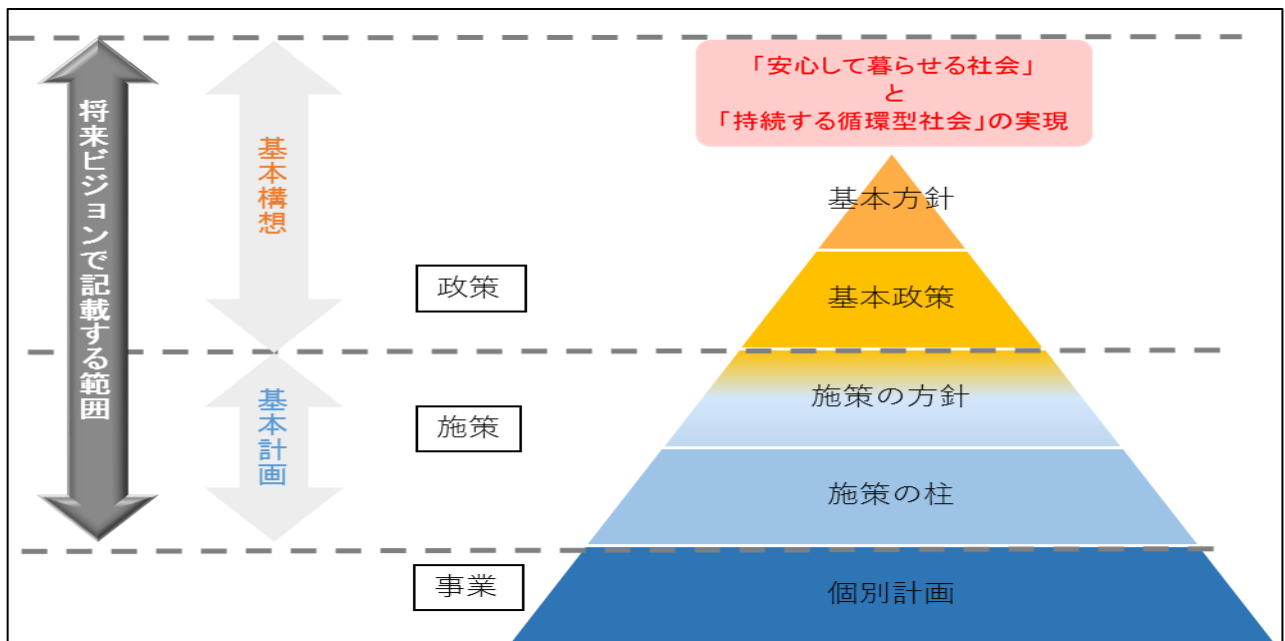 「安心して暮らせる社会」
と
「持続する循環型社会」の実現
将来ビジョンで記載する範囲
基本構想
基本方針
政策
基本政策
基本計画
施策
施策の方針
施策の柱
事業
個別計画